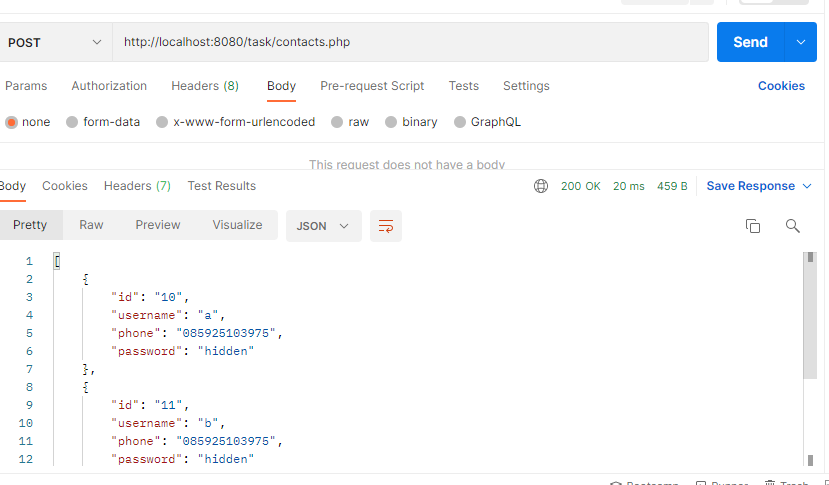 POST http://localhost:8080/task/contacts.php Send
Params Authorization Headers (8) Body Pre-request Script Tests Settings Cookies
none form-data x-www-form-urlencoded raw binary GraphQL
This request does not have a body
Body Cookies Headers (7) Test Results 200 OK 20 ms 459 B Save Response
Pretty Raw Preview Visualize JSON
1 [
2 {
3 "id": "10",
4 "username": "a",
5 "phone": "085925103975",
6 "password": "hidden"
7 },
8 {
9 "id": "11",
10 "username": "b",
11 "phone": "085925103975",
12 "password": "hidden"
Bootcamp Runner Trash